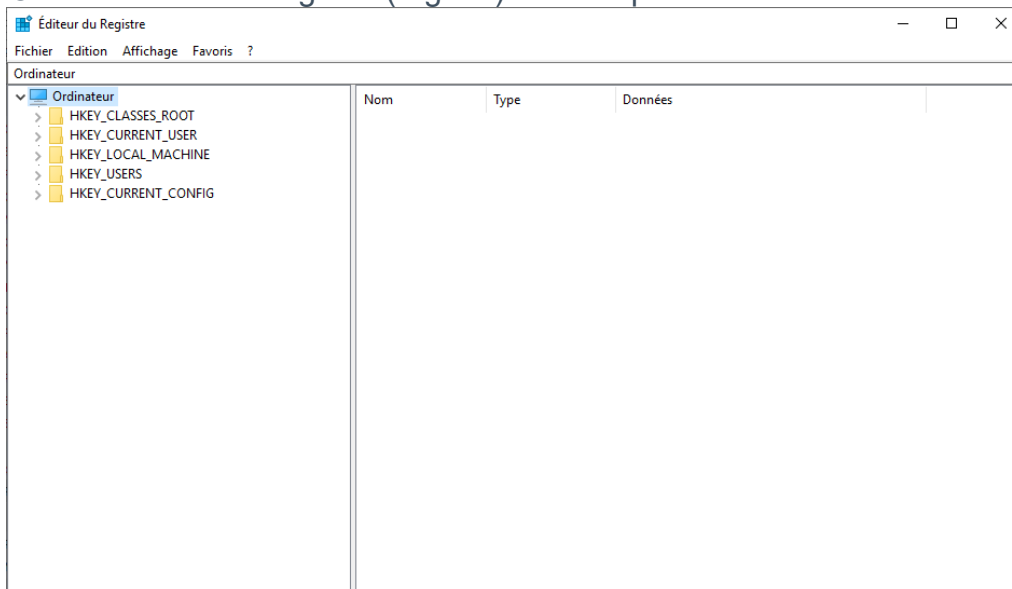 Éditeur du Registre
Fichier Edition Affichage Favoris ?
Ordinateur
Ordinateur
HKEY_CLASSES_ROOT
HKEY_CURRENT_USER
HKEY_LOCAL_MACHINE
HKEY_USERS
HKEY_CURRENT_CONFIG
Nom Type Données